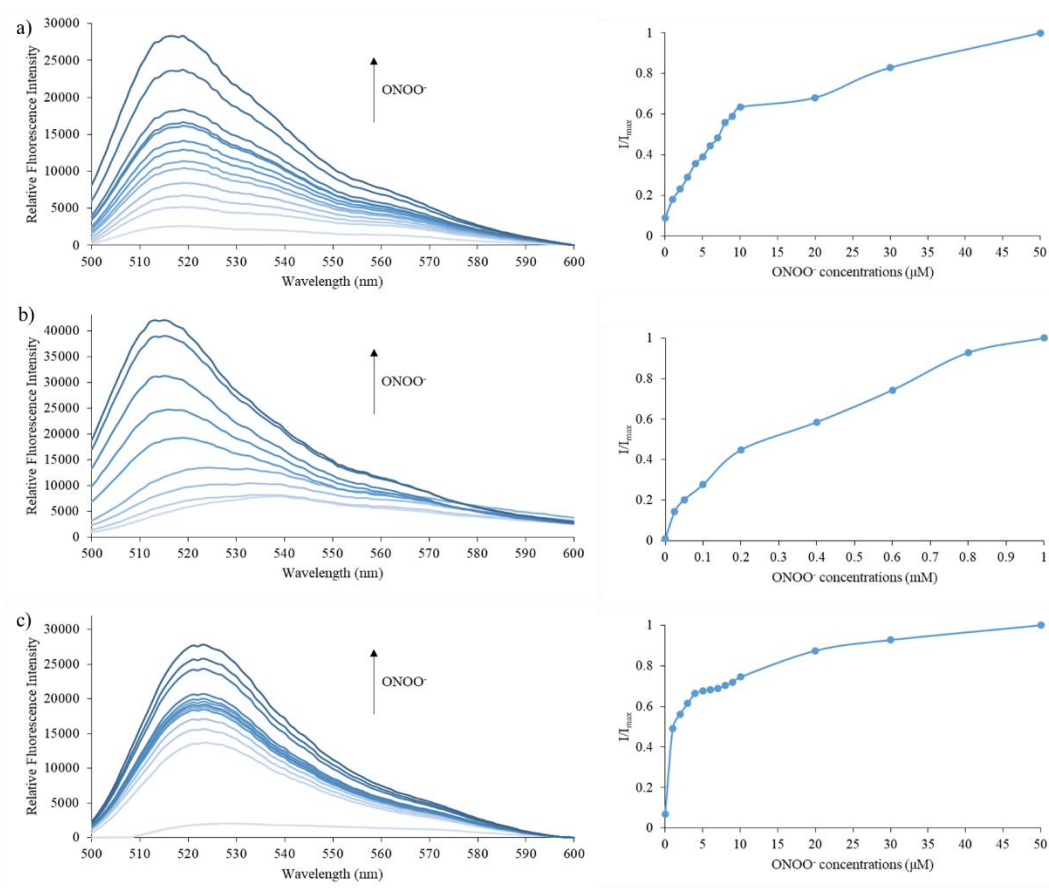 a)
Relative Fluorescence Intensity
30000
25000
20000
15000
10000
5000
0
500 510 520 530 540 550 560 570 580 590 600
Wavelength (nm)
ONOO-
I/Imax
1
0.8
0.6
0.4
0.2
0
0 5 10 15 20 25 30 35 40 45 50
ONOO- concentrations (μM)
b)
Relative Fluorescence Intensity
40000
35000
30000
25000
20000
15000
10000
5000
0
500 510 520 530 540 550 560 570 580 590 600
Wavelength (nm)
ONOO-
I/Imax
1
0.8
0.6
0.4
0.2
0
0 0.1 0.2 0.3 0.4 0.5 0.6 0.7 0.8 0.9 1
ONOO- concentrations (mM)
c)
Relative Fluorescence Intensity
30000
25000
20000
15000
10000
5000
0
500 510 520 530 540 550 560 570 580 590 600
Wavelength (nm)
ONOO-
I/Imax
1
0.8
0.6
0.4
0.2
0
0 5 10 15 20 25 30 35 40 45 50
ONOO- concentrations (μM)